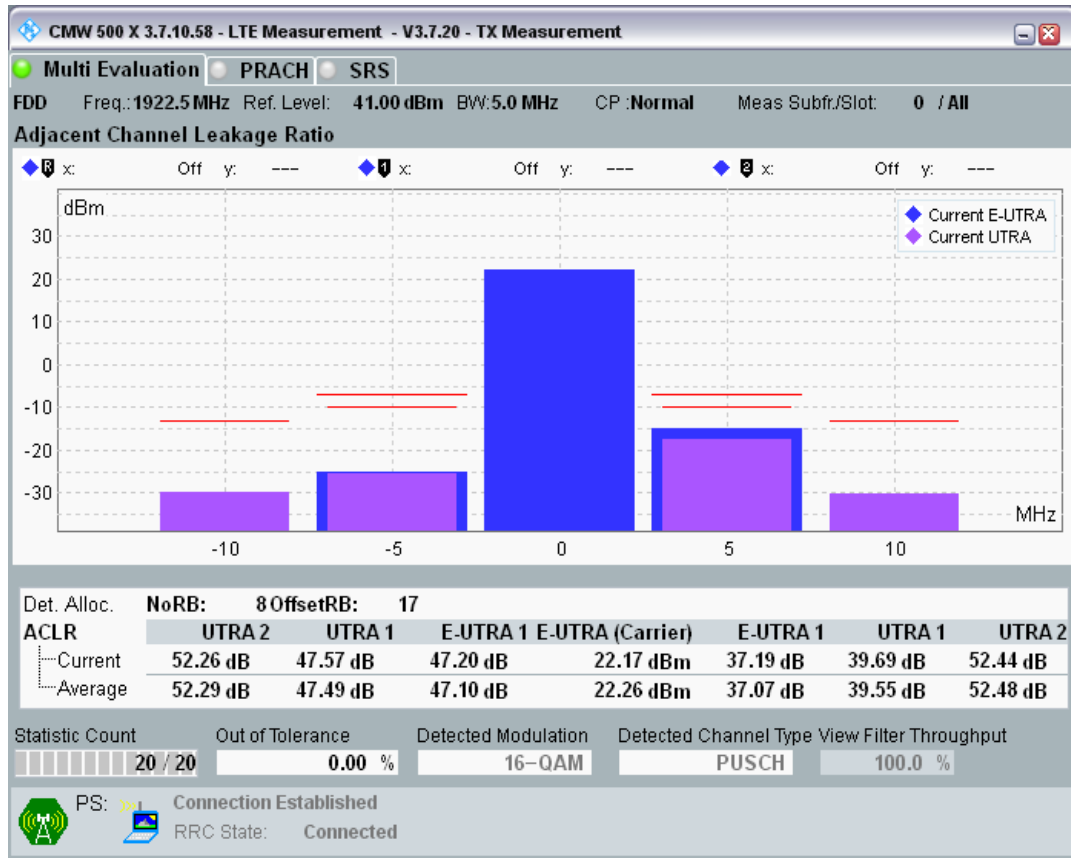 CMW 500 X 3.7.10.58 - LTE Measurement - V3.7.20 - TX Measurement
Multi Evaluation PRACH SRS
FDD Freq.:1922.5 MHz Ref. Level: 41.00 dBm BW:5.0 MHz CP :Normal Meas Subfr./Slot: 0 / All
Adjacent Channel Leakage Ratio
R x: Off y: --- 1 x: Off y: --- 2 x: Off y: ---
dBm
Current E-UTRA
Current UTRA
30
20
10
0
-10
-20
-30
MHz
-10 -5 0 5 10
Det. Alloc. NoRB: 8 OffsetRB: 17
ACLR UTRA 2 UTRA 1 E-UTRA 1 E-UTRA (Carrier) E-UTRA 1 UTRA 1 UTRA 2
Current 52.26 dB 47.57 dB 47.20 dB 22.17 dBm 37.19 dB 39.69 dB 52.44 dB
Average 52.29 dB 47.49 dB 47.10 dB 22.26 dBm 37.07 dB 39.55 dB 52.48 dB
Statistic Count Out of Tolerance Detected Modulation Detected Channel Type View Filter Throughput
20 / 20 0.00 % 16-QAM PUSCH 100.0 %
PS: Connection Established
RRC State: Connected